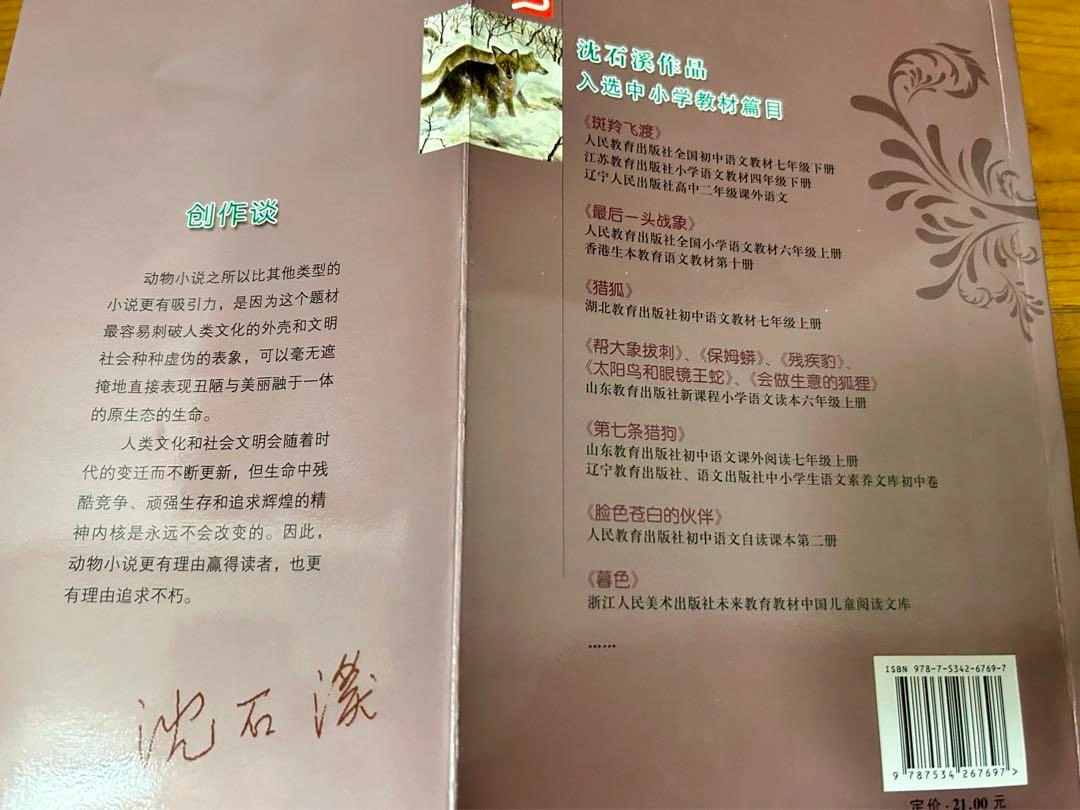 创作谈
动物小说之所以比其他类型的
小说更有吸引力，是因为这个题材
最容易刺破人类文化的外壳和文明
社会种种虚伪的表象，可以毫无遮
掩地直接表现丑陋与美丽融于一体
的原生态的生命。
人类文化和社会文明会随着时
代的变迁而不断更新，但生命中残
酷竞争、顽强生存和追求辉煌的精
神内核是永远不会改变的。因此，
动物小说更有理由赢得读者，也更
有理由追求不朽。
沈石溪
沈石溪作品
入选中小学教材篇目
《斑羚飞渡》
人民教育出版社全国初中语文教材七年级下册
江苏教育出版社小学语文教材四年级下册
辽宁人民出版社高中二年级课外语文
《最后一头战象》
人民教育出版社全国小学语文教材六年级上册
香港生本教育语文教材第十册
《猎狐》
湖北教育出版社初中语文教材七年级上册
《帮大象拔刺》、《保姆蟒》、《残疾豹》、
《太阳鸟和眼镜王蛇》、《会做生意的狐狸》
山东教育出版社新课程小学语文读本六年级上册
《第七条猎狗》
山东教育出版社初中语文课外阅读七年级上册
辽宁教育出版社、语文出版社中小学生语文素养文库初中卷
《脸色苍白的伙伴》
人民教育出版社初中语文自读课本第二册
《暮色》
浙江人民美术出版社未来教育教材中国儿童阅读文库
……
ISBN 978-7-5342-6769-7
9 787534 267697 >
定价：21.00 元